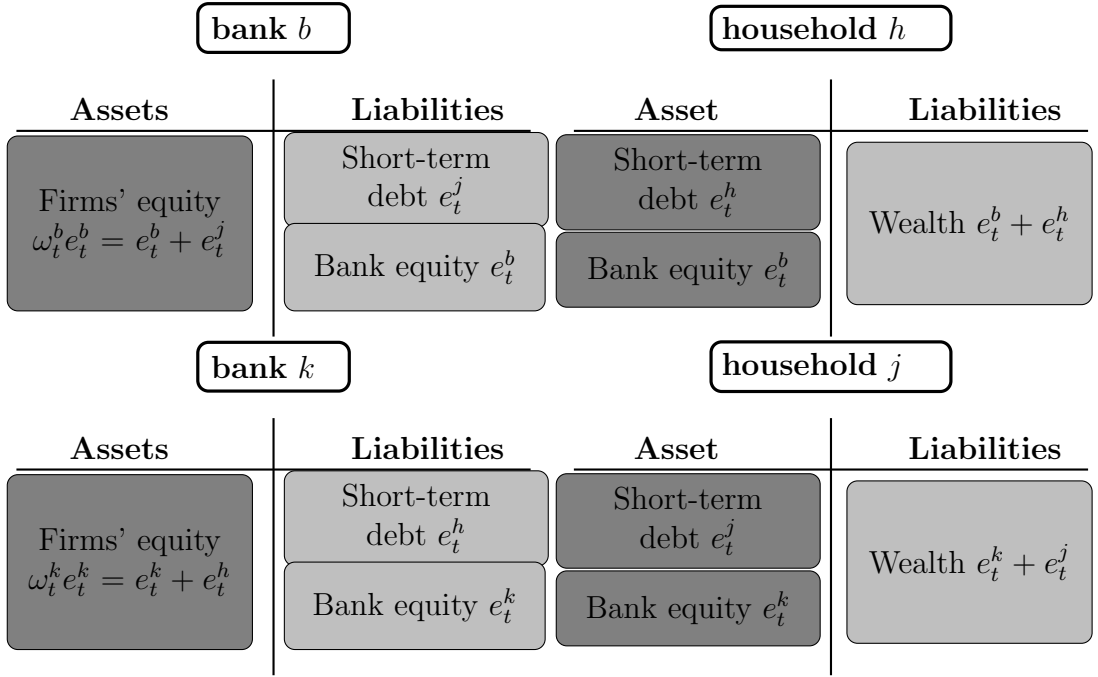 bank b
household h
Assets
Liabilities
Asset
Liabilities
Firms' equity
ω_t^b e_t^b = e_t^b + e_t^j
Short-term
debt e_t^j
Bank equity e_t^b
Short-term
debt e_t^h
Bank equity e_t^b
Wealth e_t^b + e_t^h
bank k
household j
Assets
Liabilities
Asset
Liabilities
Firms' equity
ω_t^k e_t^k = e_t^k + e_t^h
Short-term
debt e_t^h
Bank equity e_t^k
Short-term
debt e_t^j
Bank equity e_t^k
Wealth e_t^k + e_t^j